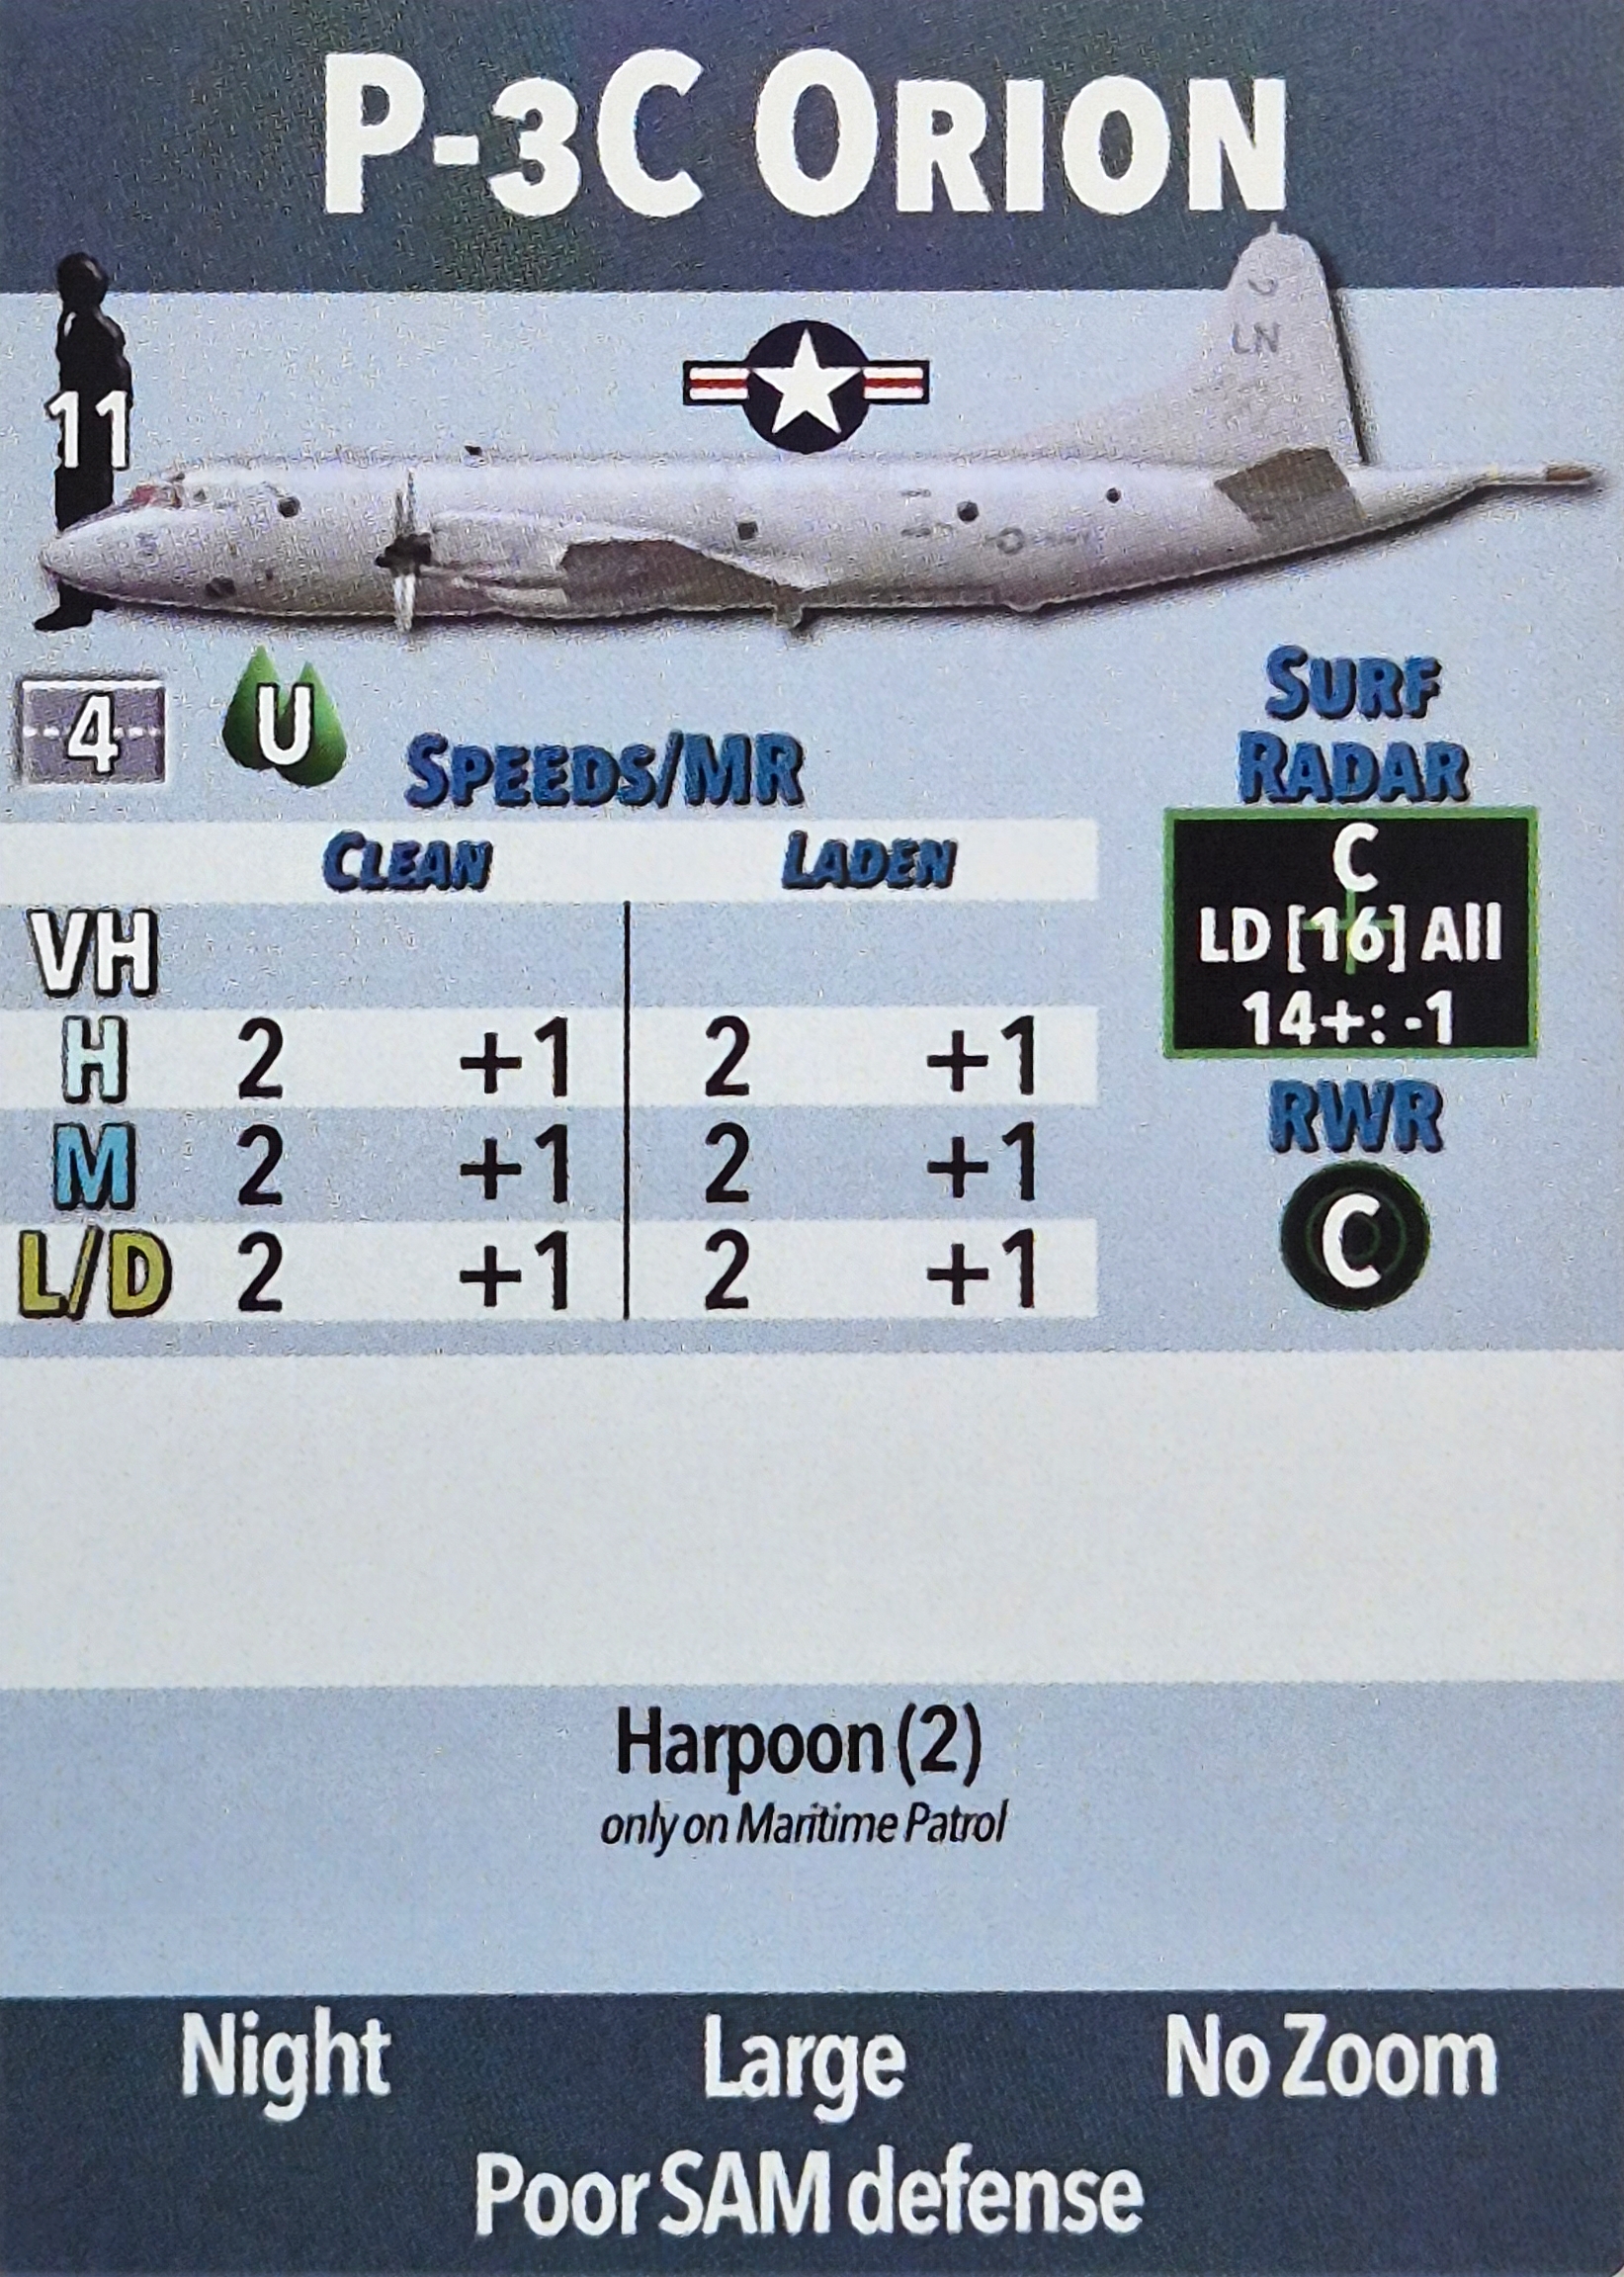 P-3C ORION
LN
11
4
U
SPEEDS/MR
SURF
RADAR
CLEAN LADEN
C
LD [16] All
14+: -1
VH
H 2 +1 2 +1
M 2 +1 2 +1
L/D 2 +1 2 +1
RWR
C
Harpoon (2)
only on Maritime Patrol
Night Large No Zoom
Poor SAM defense